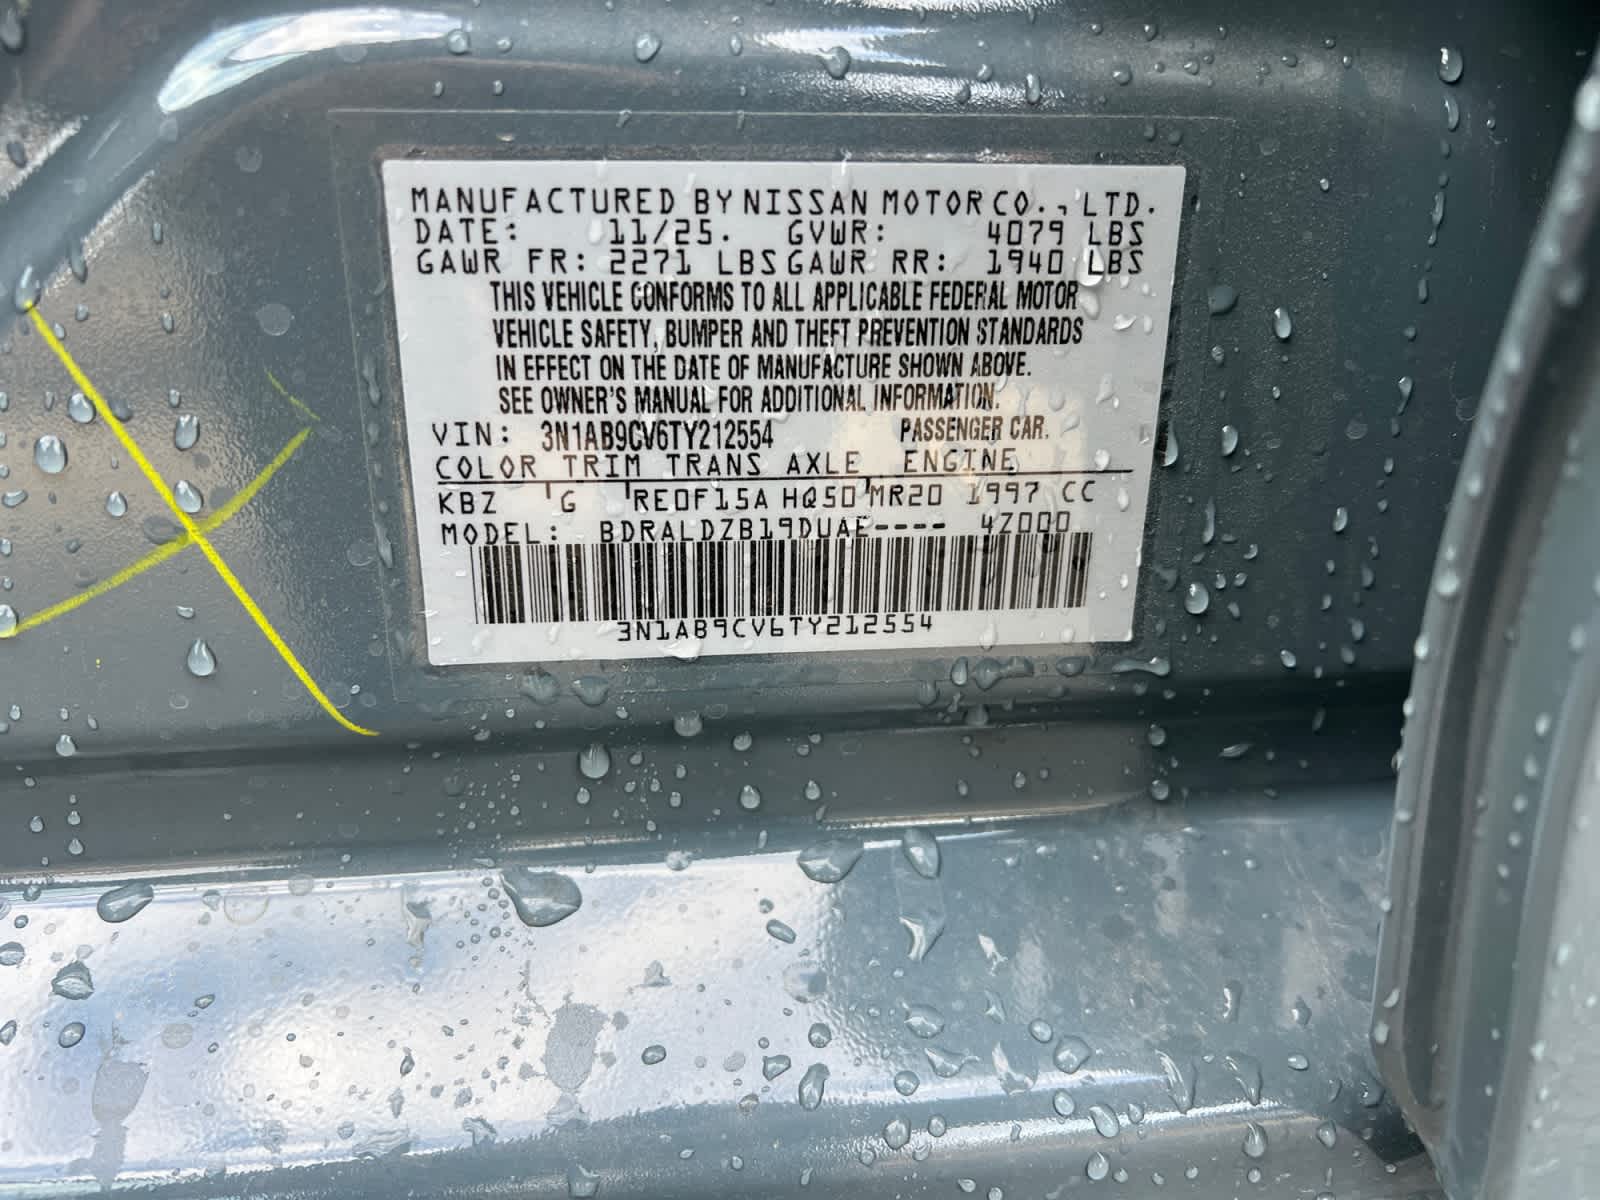 MANUFACTURED BY NISSAN MOTOR CO., LTD.
DATE: 11/25. GVWR: 4079 LBS
GAWR FR: 2271 LBS GAWR RR: 1940 LBS
THIS VEHICLE CONFORMS TO ALL APPLICABLE FEDERAL MOTOR
VEHICLE SAFETY, BUMPER AND THEFT PREVENTION STANDARDS
IN EFFECT ON THE DATE OF MANUFACTURE SHOWN ABOVE.
SEE OWNER'S MANUAL FOR ADDITIONAL INFORMATION.
VIN: 3N1AB9CV6TY212554 PASSENGER CAR.
COLOR TRIM TRANS AXLE ENGINE
KBZ G RE0F15A HQ50 MR20 1997 CC
MODEL: BDRALDZB19DUAE---- 4Z000
3N1AB9CV6TY212554